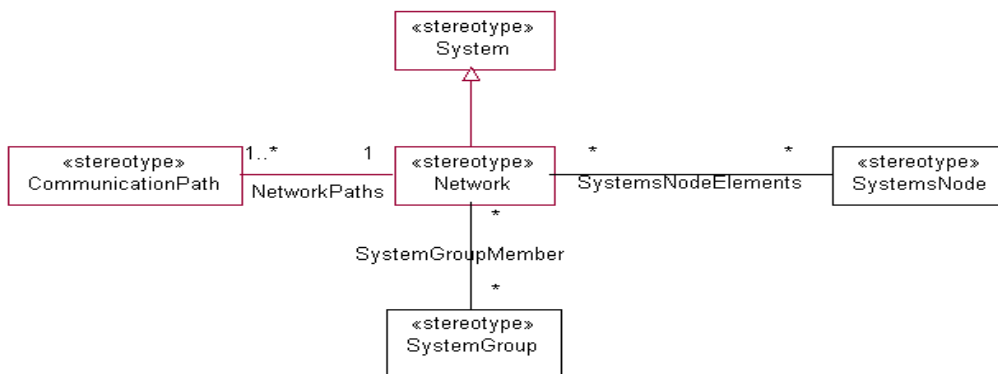 «stereotype»
System
«stereotype»
CommunicationPath
1..*
1
NetworkPaths
«stereotype»
Network
*
*
SystemsNodeElements
«stereotype»
SystemsNode
*
SystemGroupMember
*
«stereotype»
SystemGroup